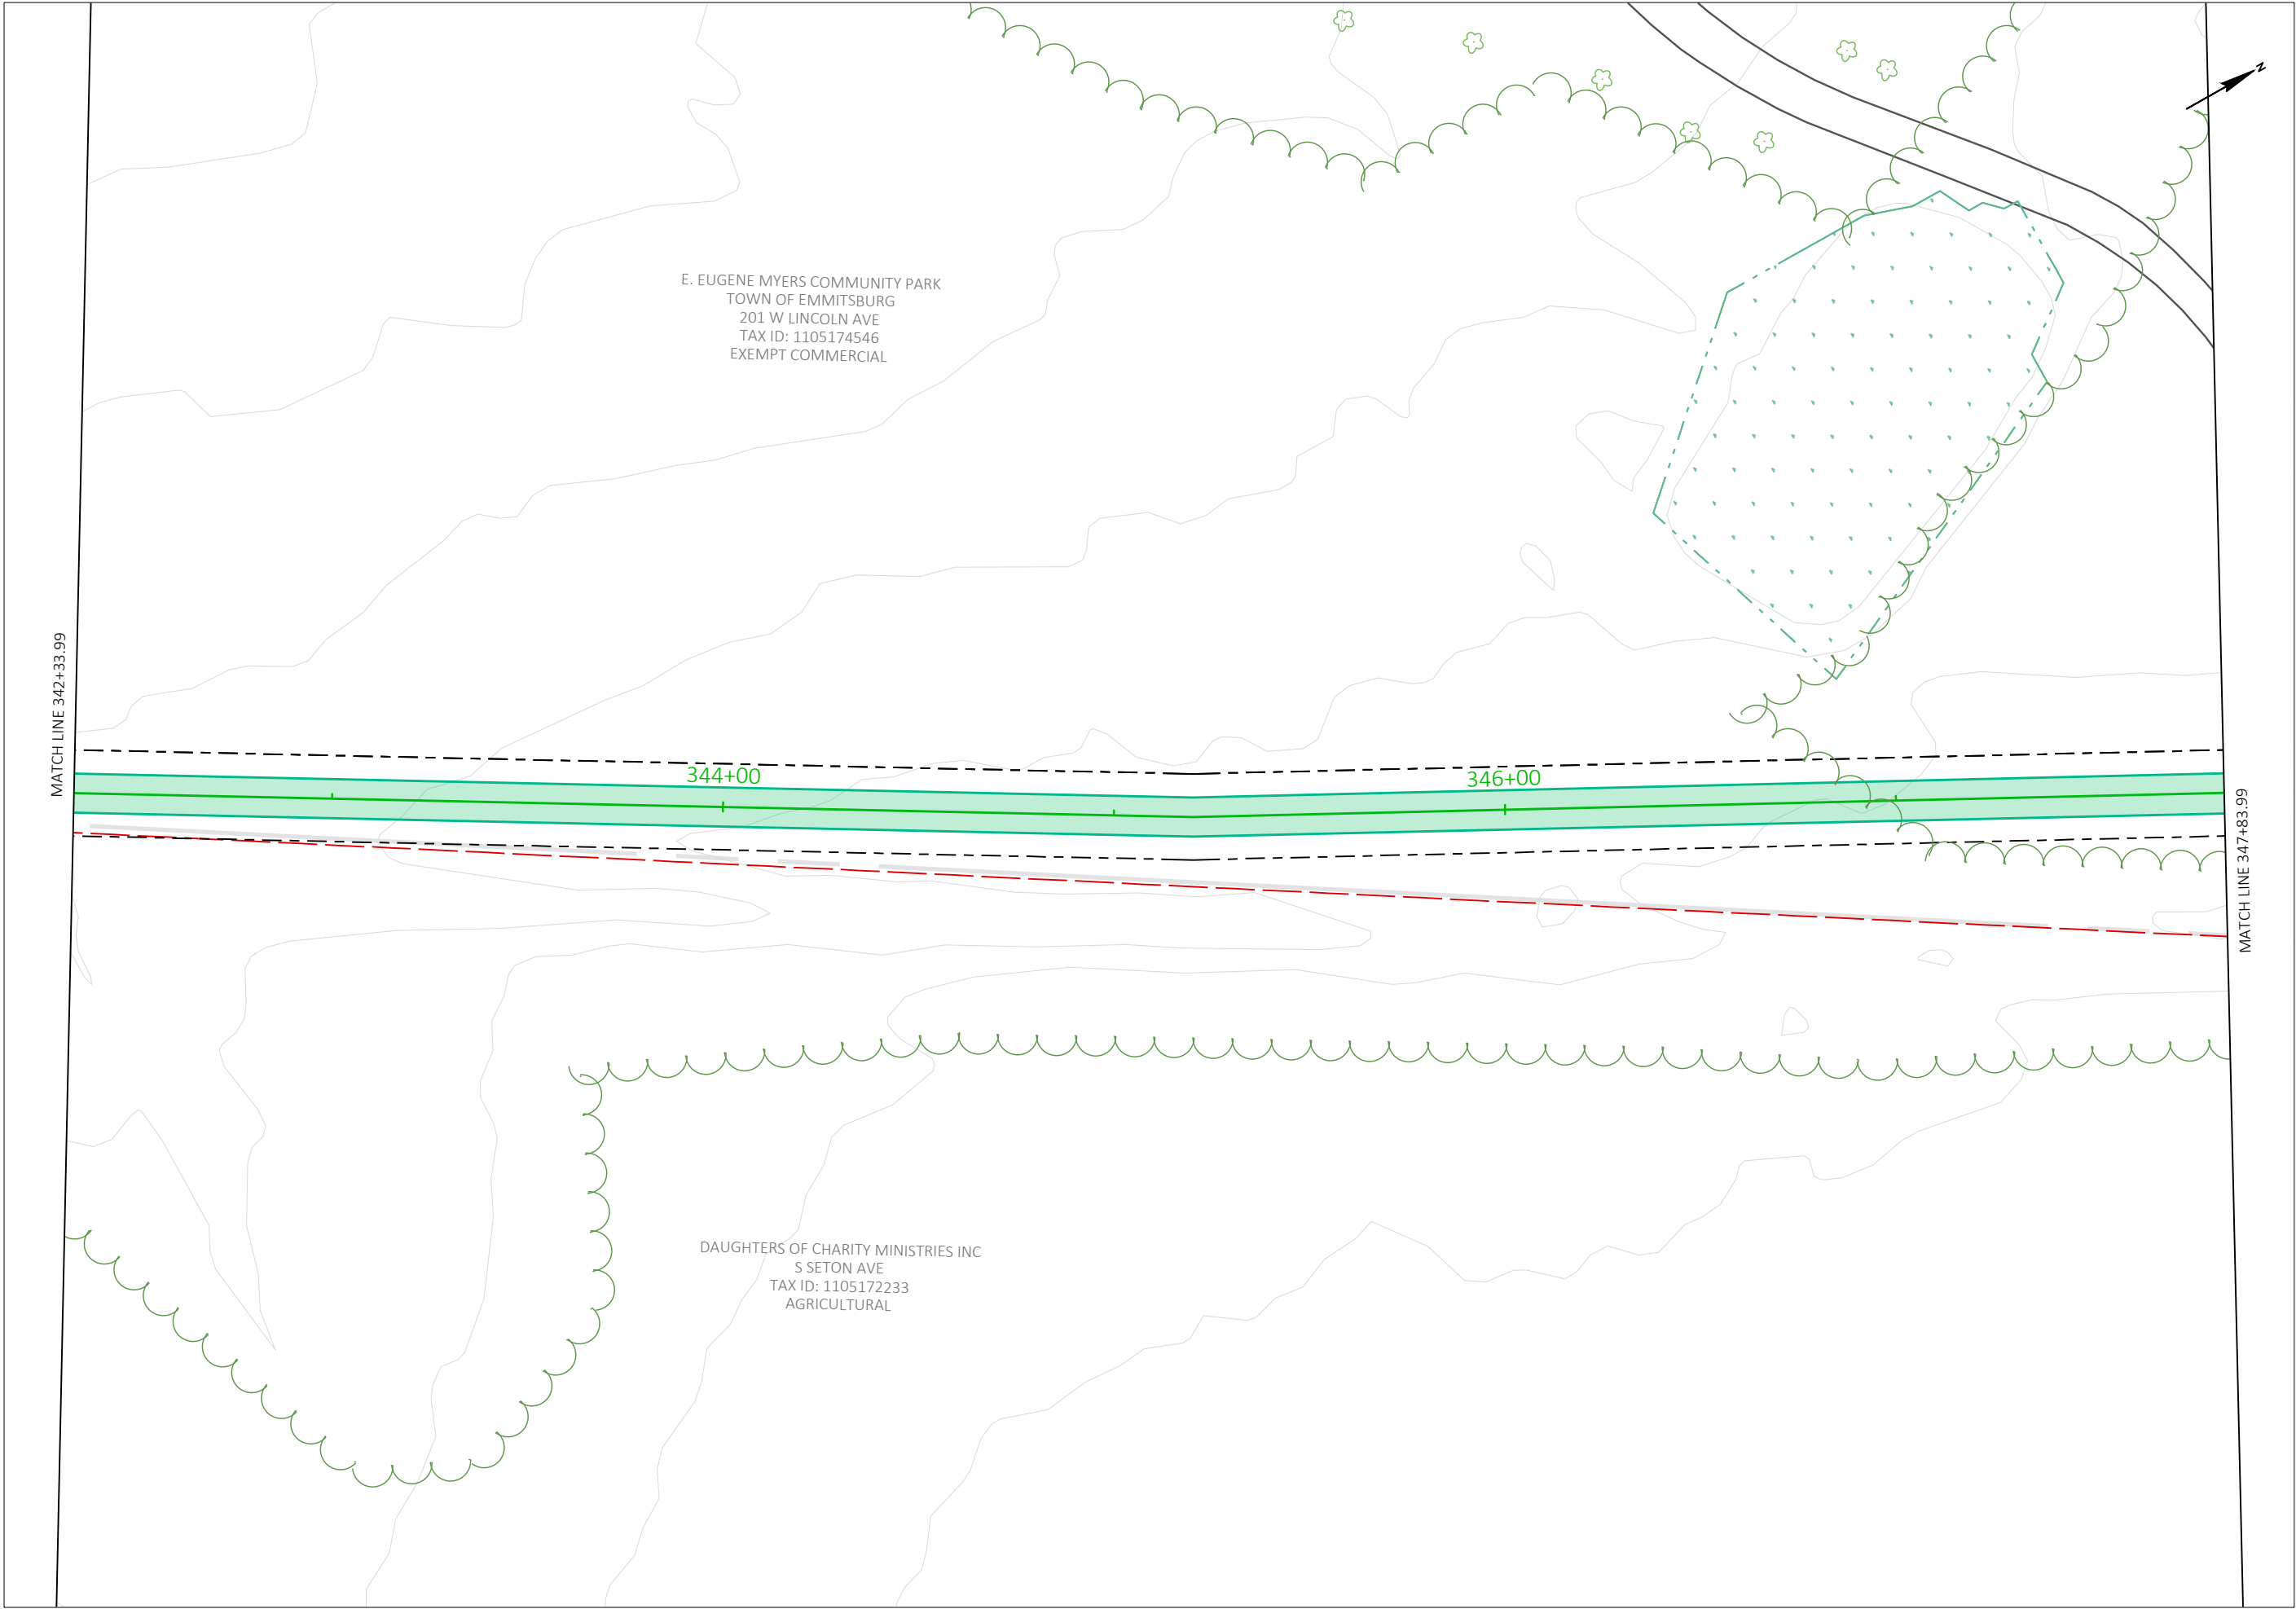 N
E. EUGENE MYERS COMMUNITY PARK
TOWN OF EMMITSBURG
201 W LINCOLN AVE
TAX ID: 1105174546
EXEMPT COMMERCIAL
MATCH LINE 342+33.99
344+00
346+00
MATCH LINE 347+83.99
DAUGHTERS OF CHARITY MINISTRIES INC
S SETON AVE
TAX ID: 1105172233
AGRICULTURAL